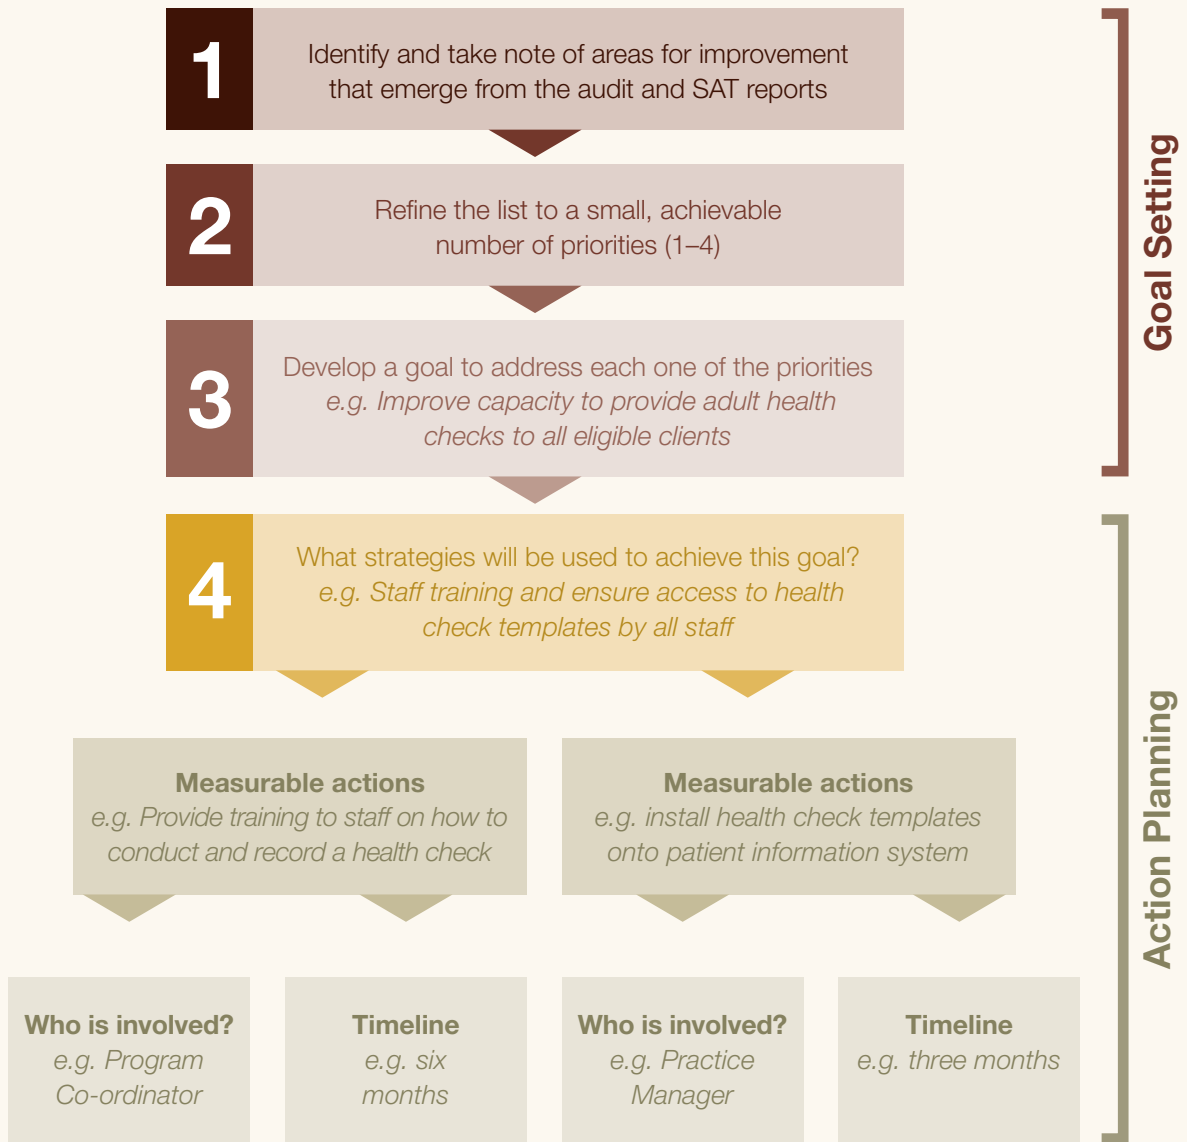 1
Identify and take note of areas for improvement
that emerge from the audit and SAT reports
2
Refine the list to a small, achievable
number of priorities (1–4)
3
Develop a goal to address each one of the priorities
e.g. Improve capacity to provide adult health
checks to all eligible clients
Goal Setting
4
What strategies will be used to achieve this goal?
e.g. Staff training and ensure access to health
check templates by all staff
Measurable actions
e.g. Provide training to staff on how to
conduct and record a health check
Measurable actions
e.g. install health check templates
onto patient information system
Who is involved?
e.g. Program
Co-ordinator
Timeline
e.g. six
months
Who is involved?
e.g. Practice
Manager
Timeline
e.g. three months
Action Planning